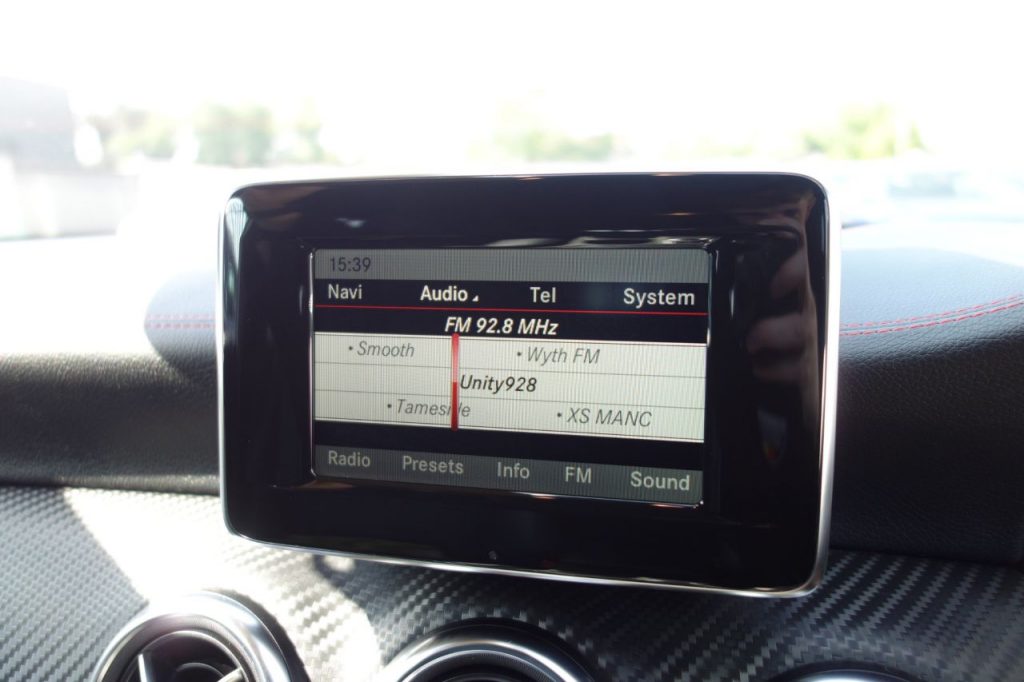 15:39
Navi Audio Tel System
FM 92.8 MHz
• Smooth • Wyth FM
Unity928
• Tameside • XS MANC
Radio Presets Info FM Sound